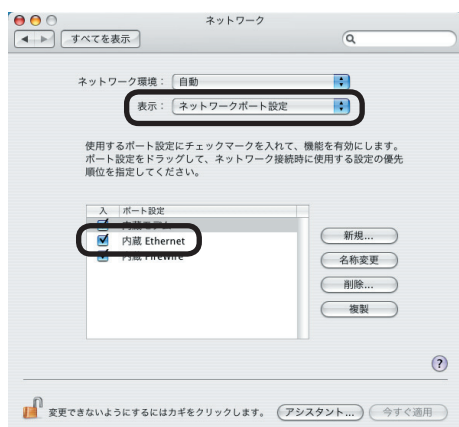 ネットワーク
すべてを表示
ネットワーク環境： 自動
表示： ネットワークポート設定
使用するポート設定にチェックマークを入れて、機能を有効にします。
ポート設定をドラッグして、ネットワーク接続時に使用する設定の優先
順位を指定してください。
入 ポート設定
内蔵モデム
内蔵 Ethernet
内蔵 FireWire
新規...
名称変更
削除...
複製
?
変更できないようにするにはカギをクリックします。
アシスタント...
今すぐ適用